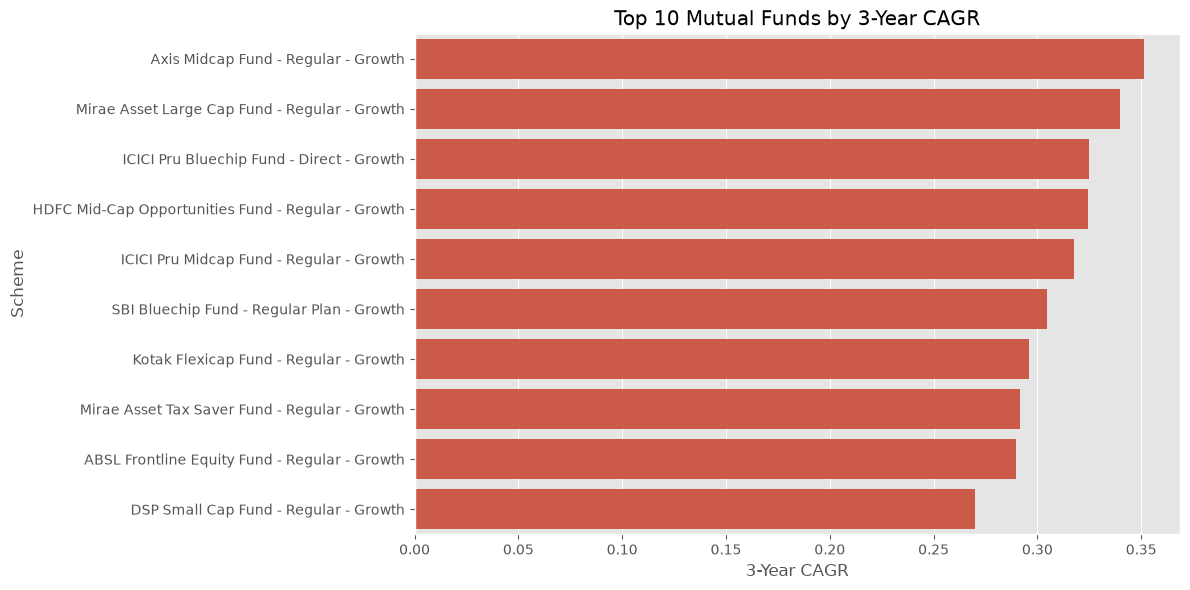 Top 10 Mutual Funds by 3-Year CAGR
Axis Midcap Fund - Regular - Growth
Mirae Asset Large Cap Fund - Regular - Growth
ICICI Pru Bluechip Fund - Direct - Growth
HDFC Mid-Cap Opportunities Fund - Regular - Growth
ICICI Pru Midcap Fund - Regular - Growth
SBI Bluechip Fund - Regular Plan - Growth
Kotak Flexicap Fund - Regular - Growth
Mirae Asset Tax Saver Fund - Regular - Growth
ABSL Frontline Equity Fund - Regular - Growth
DSP Small Cap Fund - Regular - Growth
Scheme
0.00 0.05 0.10 0.15 0.20 0.25 0.30 0.35
3-Year CAGR